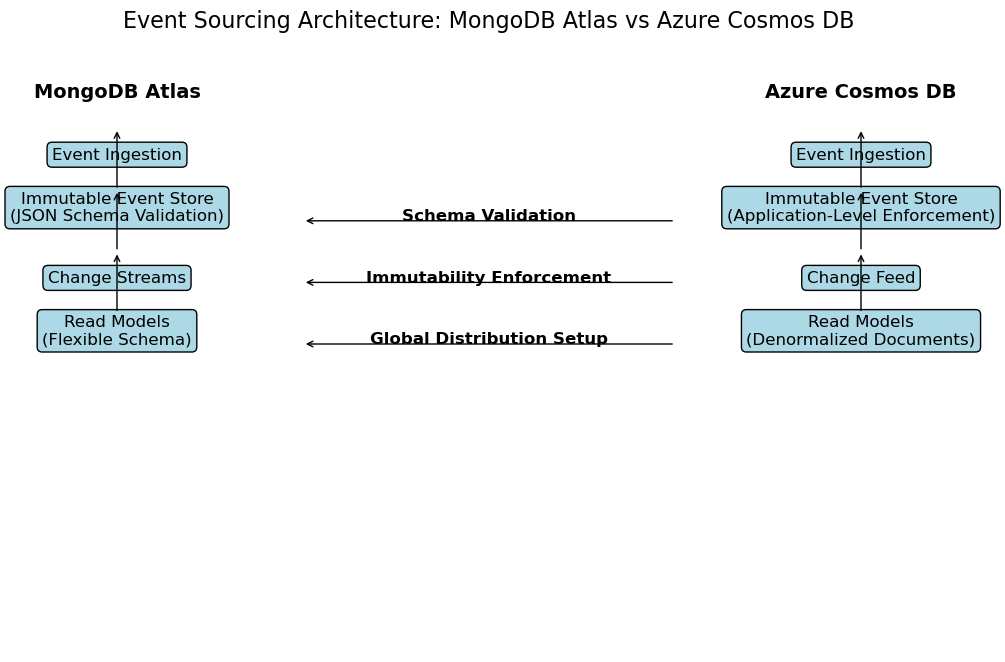 Event Sourcing Architecture: MongoDB Atlas vs Azure Cosmos DB
MongoDB Atlas
Azure Cosmos DB
Event Ingestion
Event Ingestion
Immutable Event Store
(JSON Schema Validation)
Schema Validation
Immutable Event Store
(Application-Level Enforcement)
Change Streams
Immutability Enforcement
Change Feed
Read Models
(Flexible Schema)
Global Distribution Setup
Read Models
(Denormalized Documents)